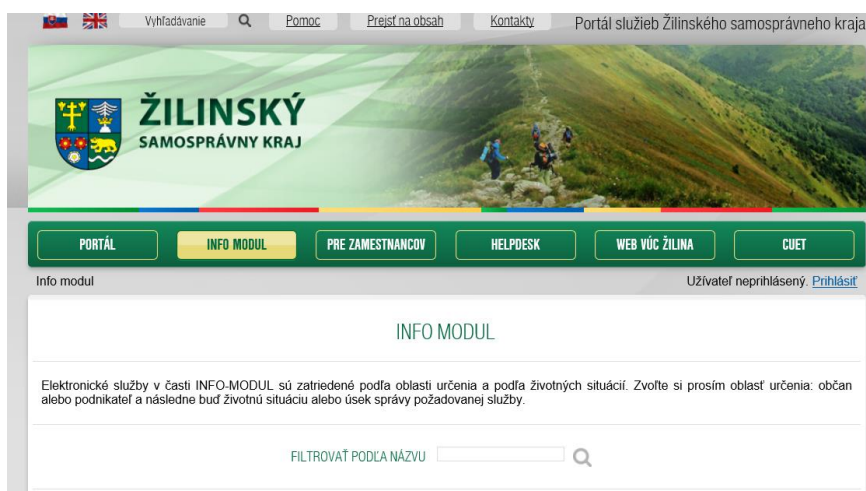 Vyhľadávanie Pomoc Prejsť na obsah Kontakty Portál služieb Žilinského samosprávneho kraja
ŽILINSKÝ
SAMOSPRÁVNY KRAJ
PORTÁL INFO MODUL PRE ZAMESTNANCOV HELPDESK WEB VÚC ŽILINA CUET
Info modul Užívateľ neprihlásený. Prihlásiť
INFO MODUL
Elektronické služby v časti INFO-MODUL sú zatriedené podľa oblasti určenia a podľa životných situácií. Zvoľte si prosím oblasť určenia: občan
alebo podnikateľ a následne buď životnú situáciu alebo úsek správy požadovanej služby.
FILTROVAŤ PODĽA NÁZVU